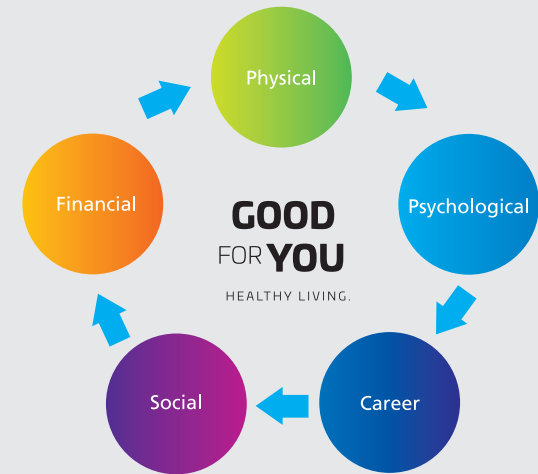 Physical
Psychological
Career
Social
Financial
GOOD
FOR YOU
HEALTHY LIVING.